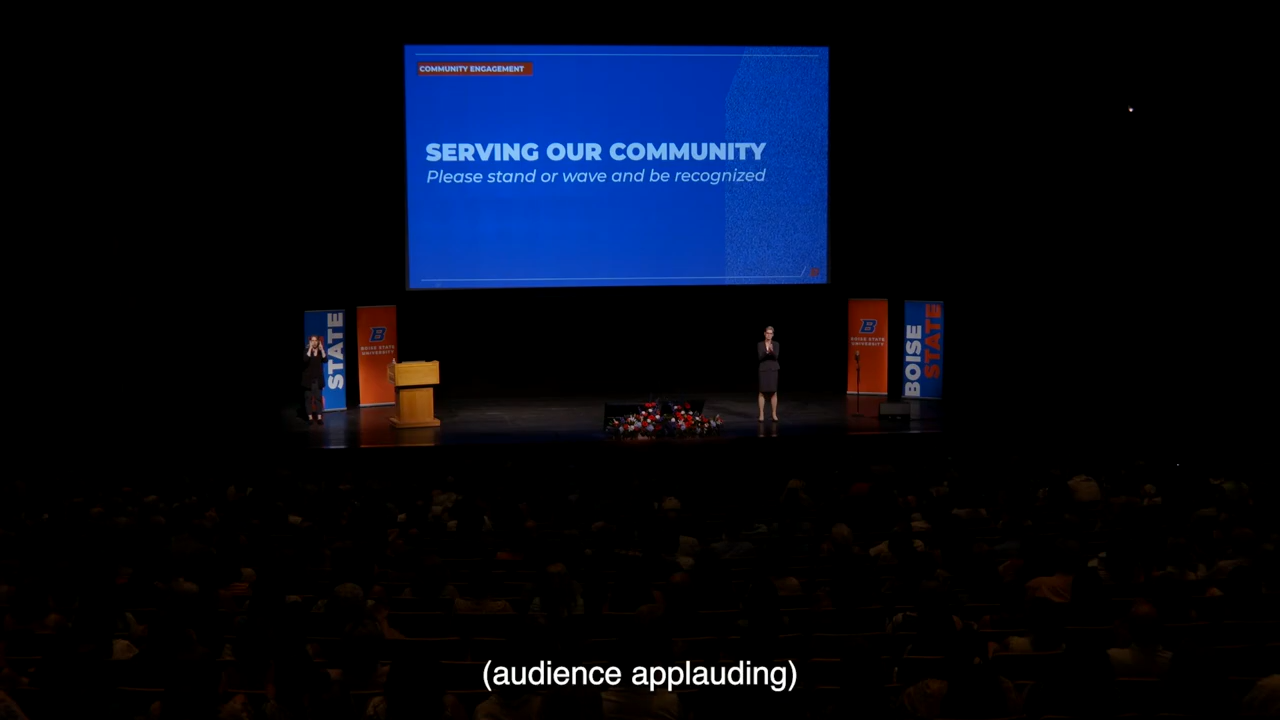 COMMUNITY ENGAGEMENT
SERVING OUR COMMUNITY
Please stand or wave and be recognized
STATE
B
BOISE STATE
UNIVERSITY
B
BOISE STATE
UNIVERSITY
BOISE
STATE
(audience applauding)